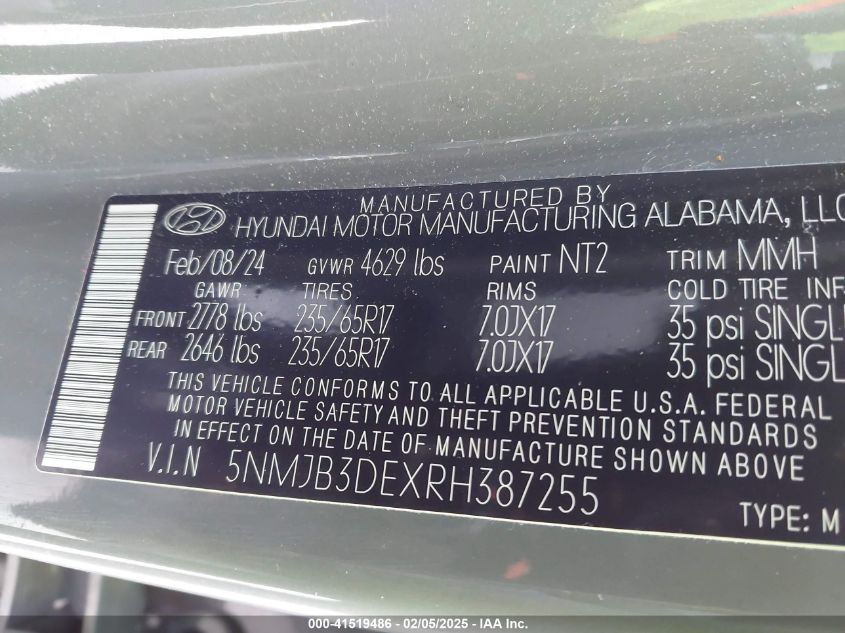 MANUFACTURED BY
HYUNDAI MOTOR MANUFACTURING ALABAMA, LLC
Feb/08/24 GVWR 4629 lbs PAINT NT2 TRIM MMH
GAWR TIRES RIMS COLD TIRE INF
FRONT 2778 lbs 235/65R17 7.0JX17 35 psi SINGL
REAR 2646 lbs 235/65R17 7.0JX17 35 psi SINGL
THIS VEHICLE CONFORMS TO ALL APPLICABLE U.S.A. FEDERAL
MOTOR VEHICLE SAFETY AND THEFT PREVENTION STANDARD
IN EFFECT ON THE DATE OF MANUFACTURE SHOWN
V.I.N 5NMJB3DEXRH387255
TYPE: M
000-41519486 - 02/05/2025 - IAA Inc.